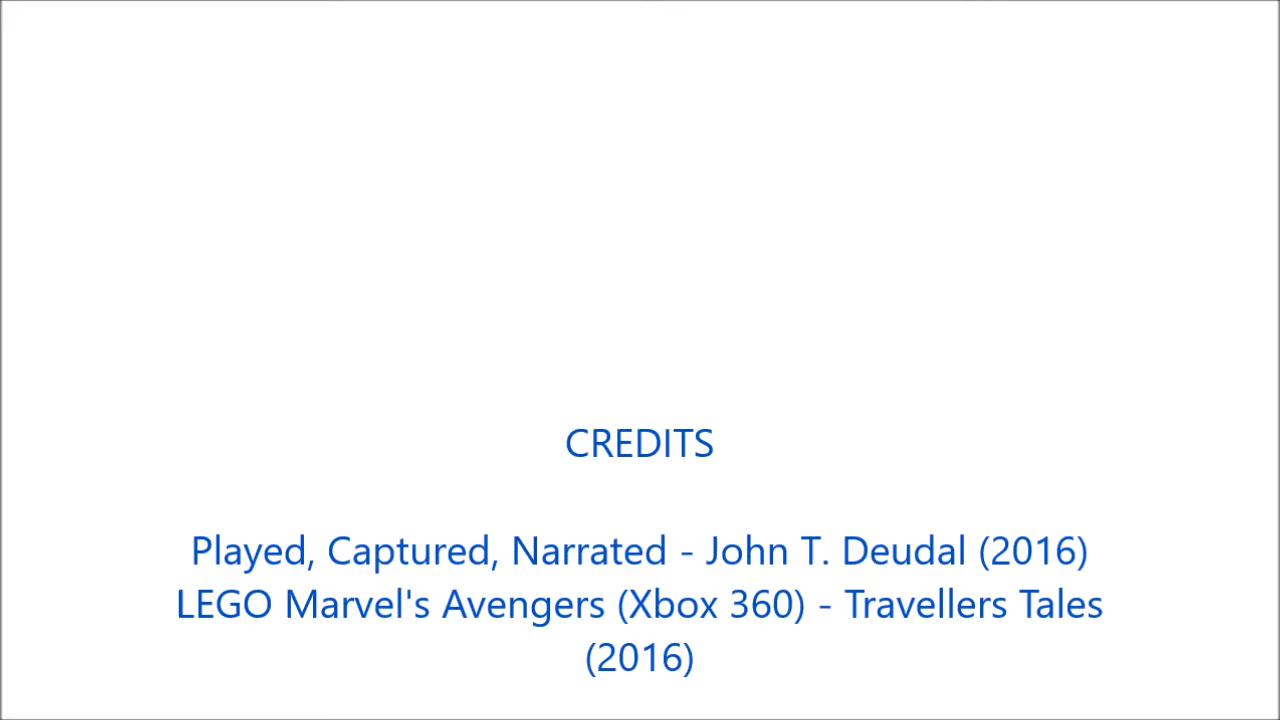 CREDITS
Played, Captured, Narrated - John T. Deudal (2016)
LEGO Marvel's Avengers (Xbox 360) - Travellers Tales
(2016)